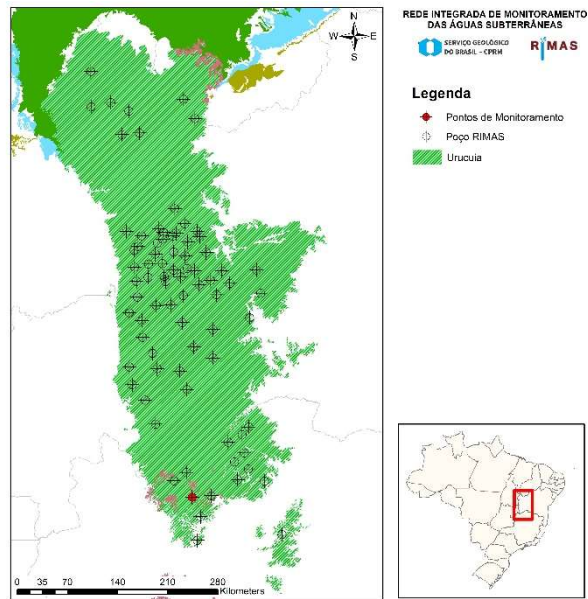 REDE INTEGRADA DE MONITORAMENTO
DAS ÁGUAS SUBTERRÂNEAS
SERVIÇO GEOLÓGICO
DO BRASIL – CPRM
RIMAS
Legenda
Pontos de Monitoramento
Poço RIMAS
Urucuia
N
W E
S
0 35 70 140 210 280
Kilometers